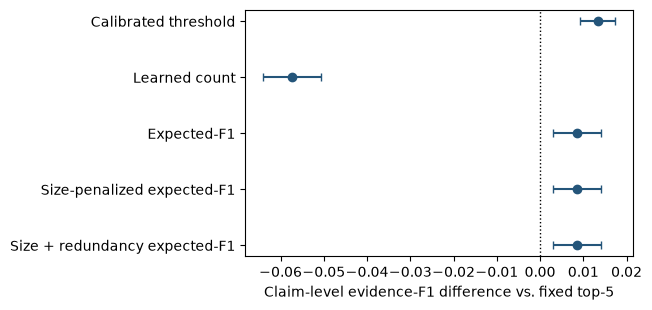 Calibrated threshold
Learned count
Expected-F1
Size-penalized expected-F1
Size + redundancy expected-F1
−0.06 −0.05 −0.04 −0.03 −0.02 −0.01 0.00 0.01 0.02
Claim-level evidence-F1 difference vs. fixed top-5